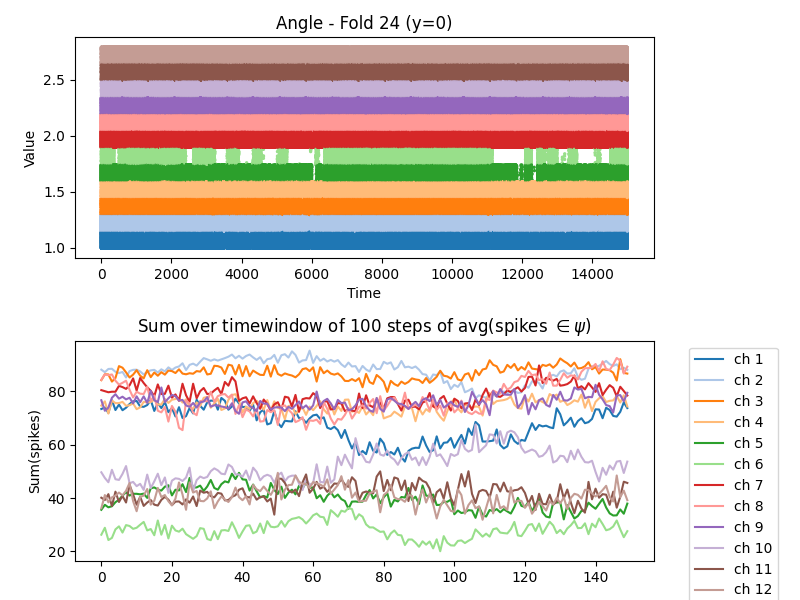 Angle - Fold 24 (y=0)
Value
2.5
2.0
1.5
1.0
0 2000 4000 6000 8000 10000 12000 14000
Time
Sum over timewindow of 100 steps of avg(spikes ∈ ψ)
Sum(spikes)
80
60
40
20
0 20 40 60 80 100 120 140
ch 1
ch 2
ch 3
ch 4
ch 5
ch 6
ch 7
ch 8
ch 9
ch 10
ch 11
ch 12